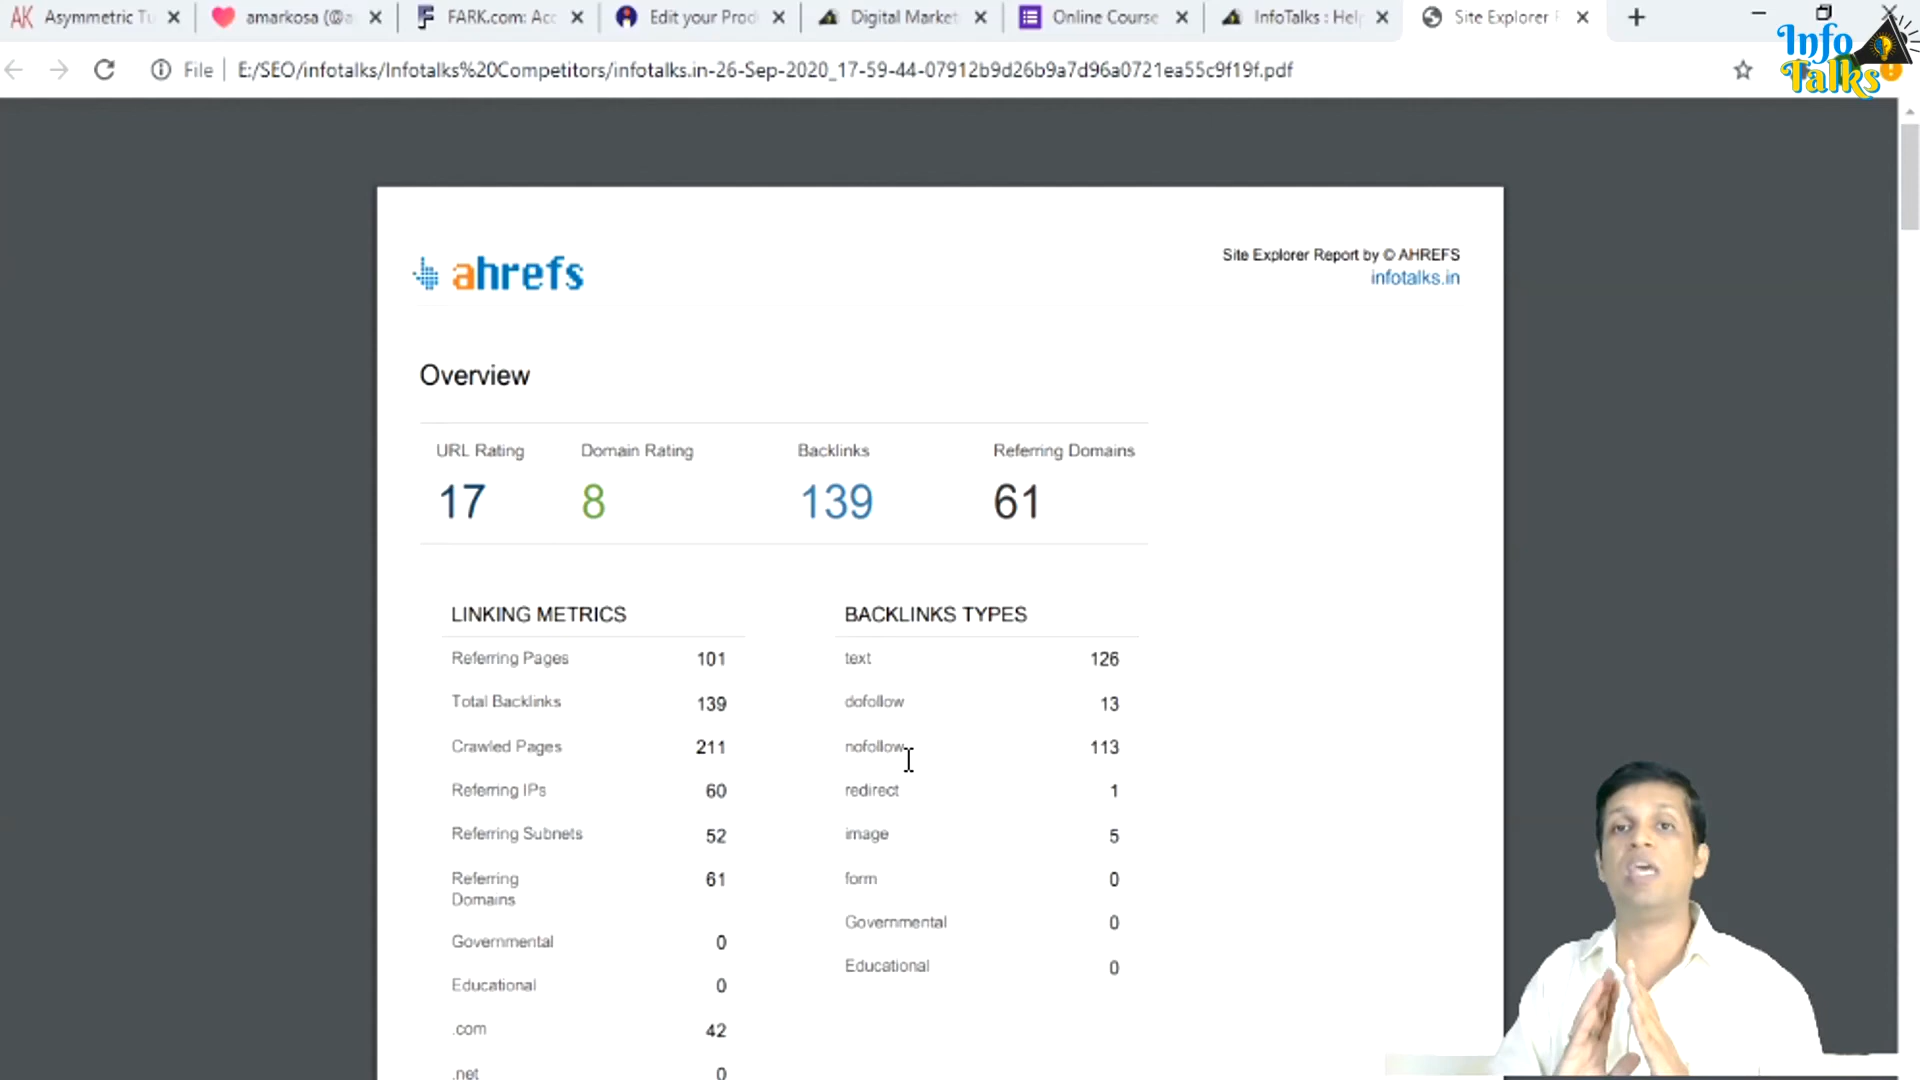 AK Asymmetric Tu
amarkosa (@a
FARK.com: Acc
Edit your Prod
Digital Market
Online Course
InfoTalks : Help
Site Explorer
Info
Talks
File
E:/SEO/infotalks/Infotalks%20Competitors/infotalks.in-26-Sep-2020_17-59-44-07912b9d26b9a7d96a0721ea55c9f19f.pdf
ahrefs
Site Explorer Report by © AHREFS
infotalks.in
Overview
URL Rating Domain Rating Backlinks Referring Domains
17 8 139 61
LINKING METRICS
Referring Pages 101
Total Backlinks 139
Crawled Pages 211
Referring IPs 60
Referring Subnets 52
Referring 61
Domains
Governmental 0
Educational 0
.com 42
.net 0
BACKLINKS TYPES
text 126
dofollow 13
nofollow 113
redirect 1
image 5
form 0
Governmental 0
Educational 0